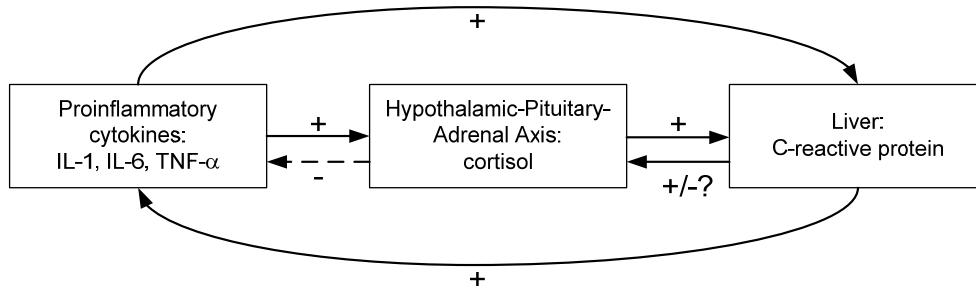 +
Proinflammatory
cytokines:
IL-1, IL-6, TNF-α
+
-
Hypothalamic-Pituitary-
Adrenal Axis:
cortisol
+
+/-?
Liver:
C-reactive protein
+